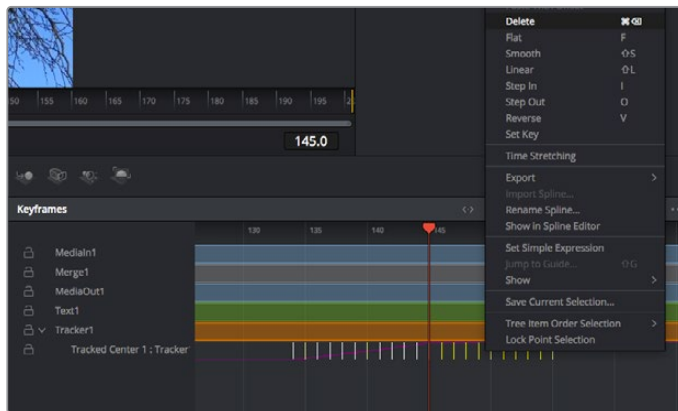 Delete ⌘⌫
Flat F
Smooth ⇧S
Linear ⇧L
Step In I
Step Out O
Reverse V
Set Key
Time Stretching
Export >
Import Spline...
Rename Spline...
Show in Spline Editor
Set Simple Expression
Jump to Guide... ⇧G
Show >
Save Current Selection...
Tree Item Order Selection >
Lock Point Selection
50 155 160 165 170 175 180 185 190 195
145.0
Keyframes
130 135 140 145
MediaIn1
Merge1
MediaOut1
Text1
Tracker1
Tracked Center 1 ; Tracker